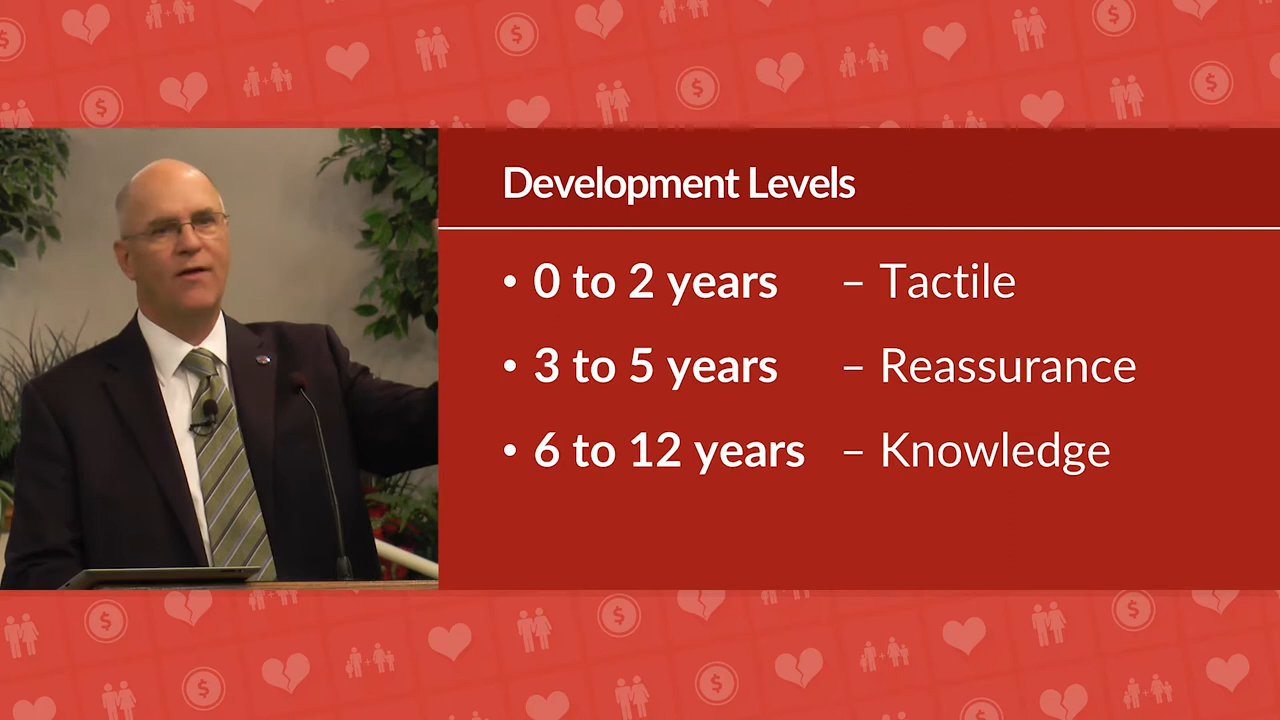 Development Levels
• 0 to 2 years – Tactile
• 3 to 5 years – Reassurance
• 6 to 12 years – Knowledge